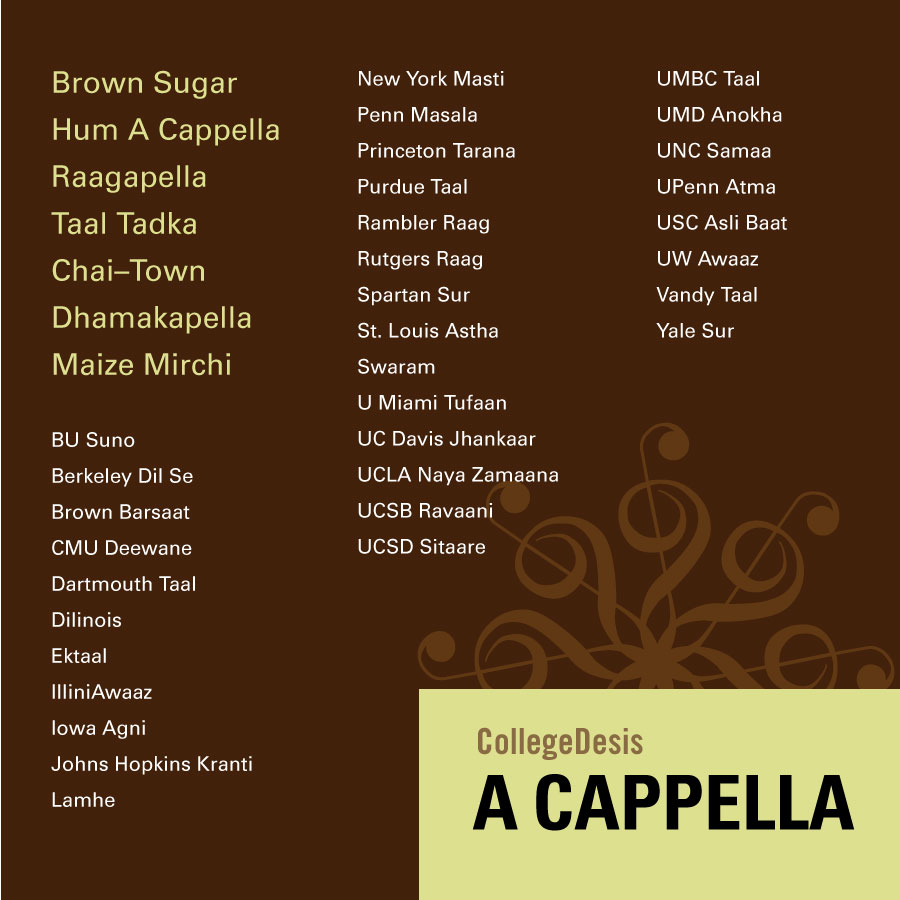 Brown Sugar
Hum A Cappella
Raagapella
Taal Tadka
Chai–Town
Dhamakapella
Maize Mirchi
BU Suno
Berkeley Dil Se
Brown Barsaat
CMU Deewane
Dartmouth Taal
Dilinois
Ektaal
IlliniAwaaz
Iowa Agni
Johns Hopkins Kranti
Lamhe
New York Masti
Penn Masala
Princeton Tarana
Purdue Taal
Rambler Raag
Rutgers Raag
Spartan Sur
St. Louis Astha
Swaram
U Miami Tufaan
UC Davis Jhankaar
UCLA Naya Zamaana
UCSB Ravaani
UCSD Sitaare
UMBC Taal
UMD Anokha
UNC Samaa
UPenn Atma
USC Asli Baat
UW Awaaz
Vandy Taal
Yale Sur
CollegeDesis
A CAPPELLA